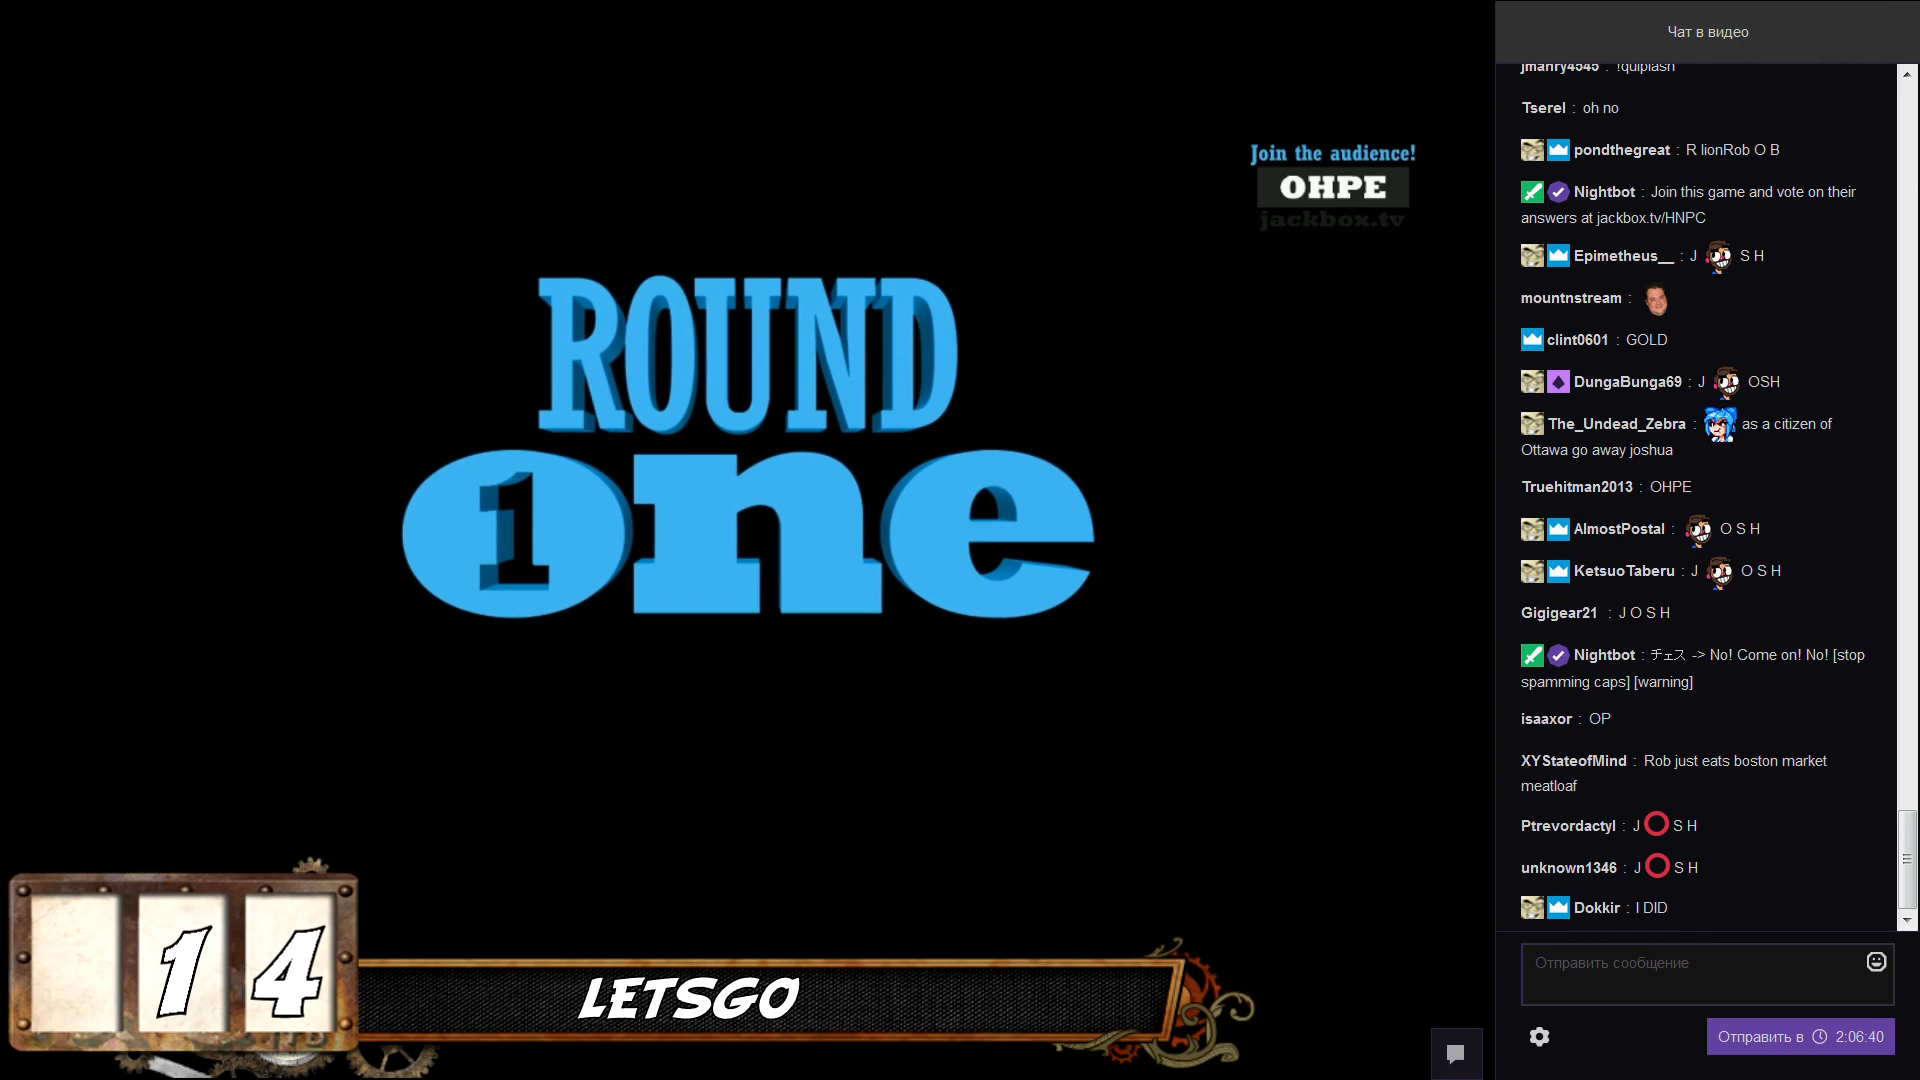 Join the audience!
OHPE
jackbox.tv
ROUND
One
1
14
LETSGO
Чат в видео
jmanry4545 : !quiplash
Tserel : oh no
pondthegreat : R lionRob O B
Nightbot : Join this game and vote on their
answers at jackbox.tv/HNPC
Epimetheus__ : J S H
mountnstream :
clint0601 : GOLD
DungaBunga69 : J OSH
The_Undead_Zebra : as a citizen of
Ottawa go away joshua
Truehitman2013 : OHPE
AlmostPostal : O S H
KetsuoTaberu : J O S H
Gigigear21 : J O S H
Nightbot : チェス -> No! Come on! No! [stop
spamming caps] [warning]
isaaxor : OP
XYStateofMind : Rob just eats boston market
meatloaf
Ptrevordactyl : J S H
unknown1346 : J S H
Dokkir : I DID
Отправить сообщение
Отправить в 2:06:40